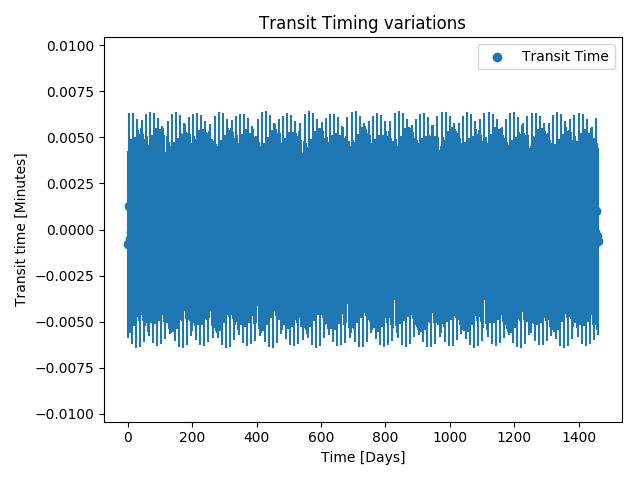 Transit Timing variations
Transit Time
0.0100
0.0075
0.0050
0.0025
0.0000
−0.0025
−0.0050
−0.0075
−0.0100
Transit time [Minutes]
0 200 400 600 800 1000 1200 1400
Time [Days]